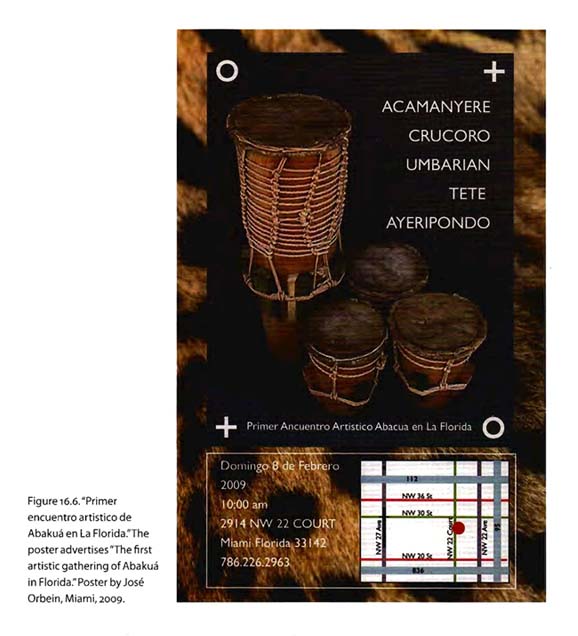 ACAMANYERE
CRUCORO
UMBARIAN
TETE
AYERIPONDO
Primer Ancuentro Artistico Abacua en La Florida
Domingo 8 de Febrero
2009
10:00 am
2914 NW 22 COURT
Miami Florida 33142
786.226.2963
112
NW 36 St
NW 30 St
NW 27 Ave
NW 22 Court
NW 22 Ave
95
NW 20 St
836
Figure 16.6. "Primer
encuentro artistico de
Abakuá en La Florida." The
poster advertises "The first
artistic gathering of Abakuá
in Florida." Poster by José
Orbein, Miami, 2009.